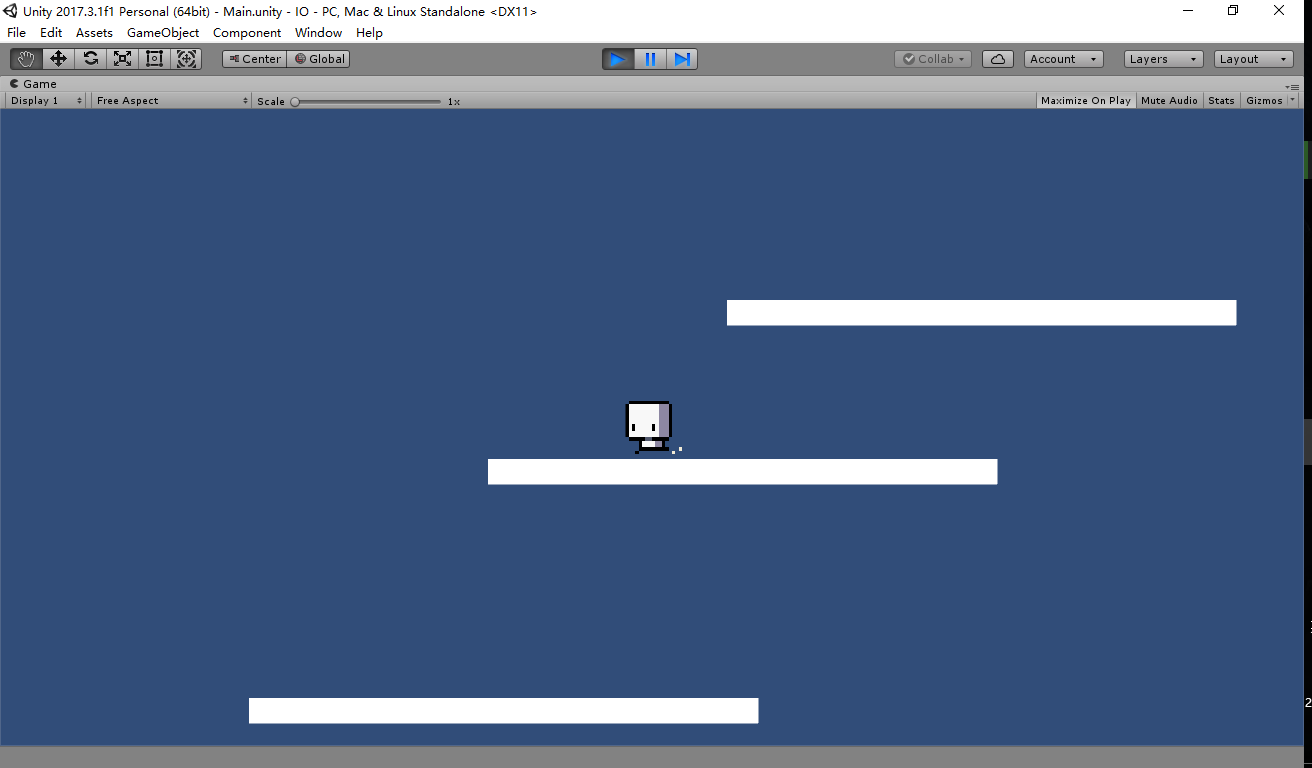 Unity 2017.3.1f1 Personal (64bit) - Main.unity - IO - PC, Mac & Linux Standalone <DX11>
File Edit Assets GameObject Component Window Help
Center Global Collab Account Layers Layout
Game
Display 1 Free Aspect Scale 1x Maximize On Play Mute Audio Stats Gizmos
2